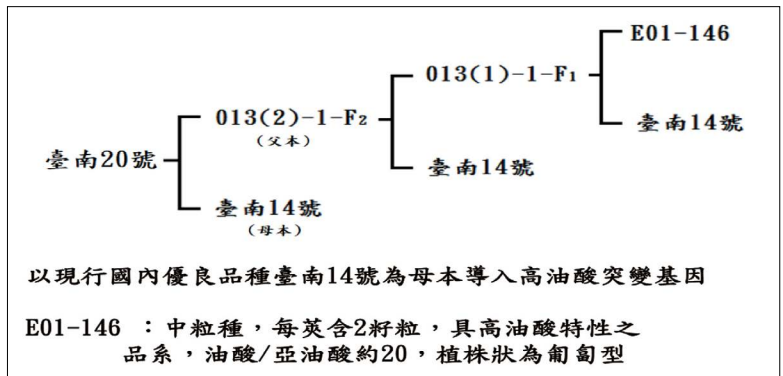 E01-146
013(1)-1-F₁
013(2)-1-F₂
(父本)
臺南14號
臺南20號
臺南14號
臺南14號
(母本)
以現行國內優良品種臺南14號為母本導入高油酸突變基因
E01-146 :中粒種,每英含2籽粒,具高油酸特性之
品系,油酸/亞油酸約20,植株狀為匍匐型